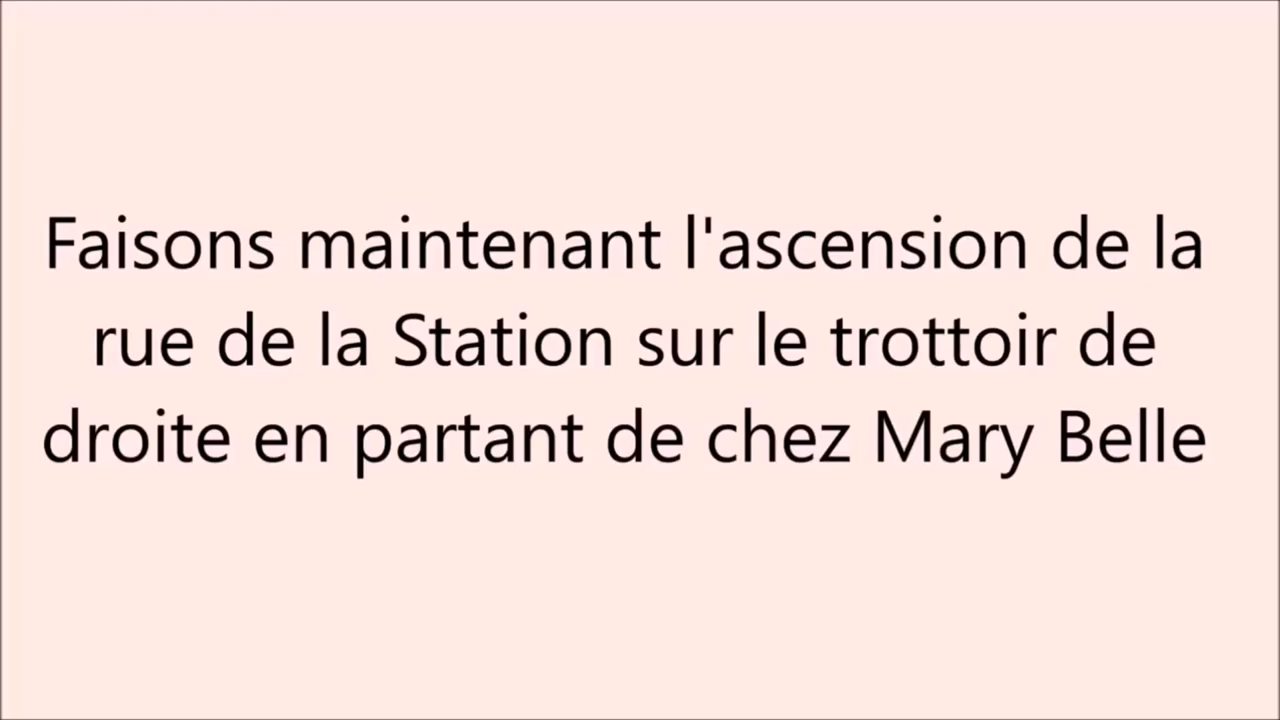 Faisons maintenant l'ascension de la
rue de la Station sur le trottoir de
droite en partant de chez Mary Belle